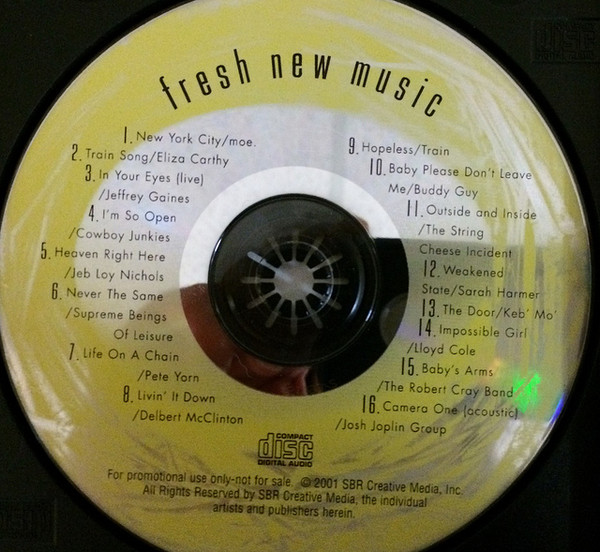 fresh new music
1. New York City/moe.
2. Train Song/Eliza Carthy
3. In Your Eyes (live)
/Jeffrey Gaines
4. I'm So Open
/Cowboy Junkies
5. Heaven Right Here
/Jeb Loy Nichols
6. Never The Same
/Supreme Beings
Of Leisure
7. Life On A Chain
/Pete Yorn
8. Livin' It Down
/Delbert McClinton
9. Hopeless/Train
10. Baby Please Don't Leave
Me/Buddy Guy
11. Outside and Inside
/The String
Cheese Incident
12. Weakened
State/Sarah Harmer
13. The Door/Keb' Mo'
14. Impossible Girl
/Lloyd Cole
15. Baby's Arms
/The Robert Cray Band
16. Camera One (acoustic)
/Josh Joplin Group
COMPACT
disc
DIGITAL AUDIO
For promotional use only-not for sale. © 2001 SBR Creative Media, Inc.
All Rights Reserved by SBR Creative Media, the individual
artists and publishers herein.